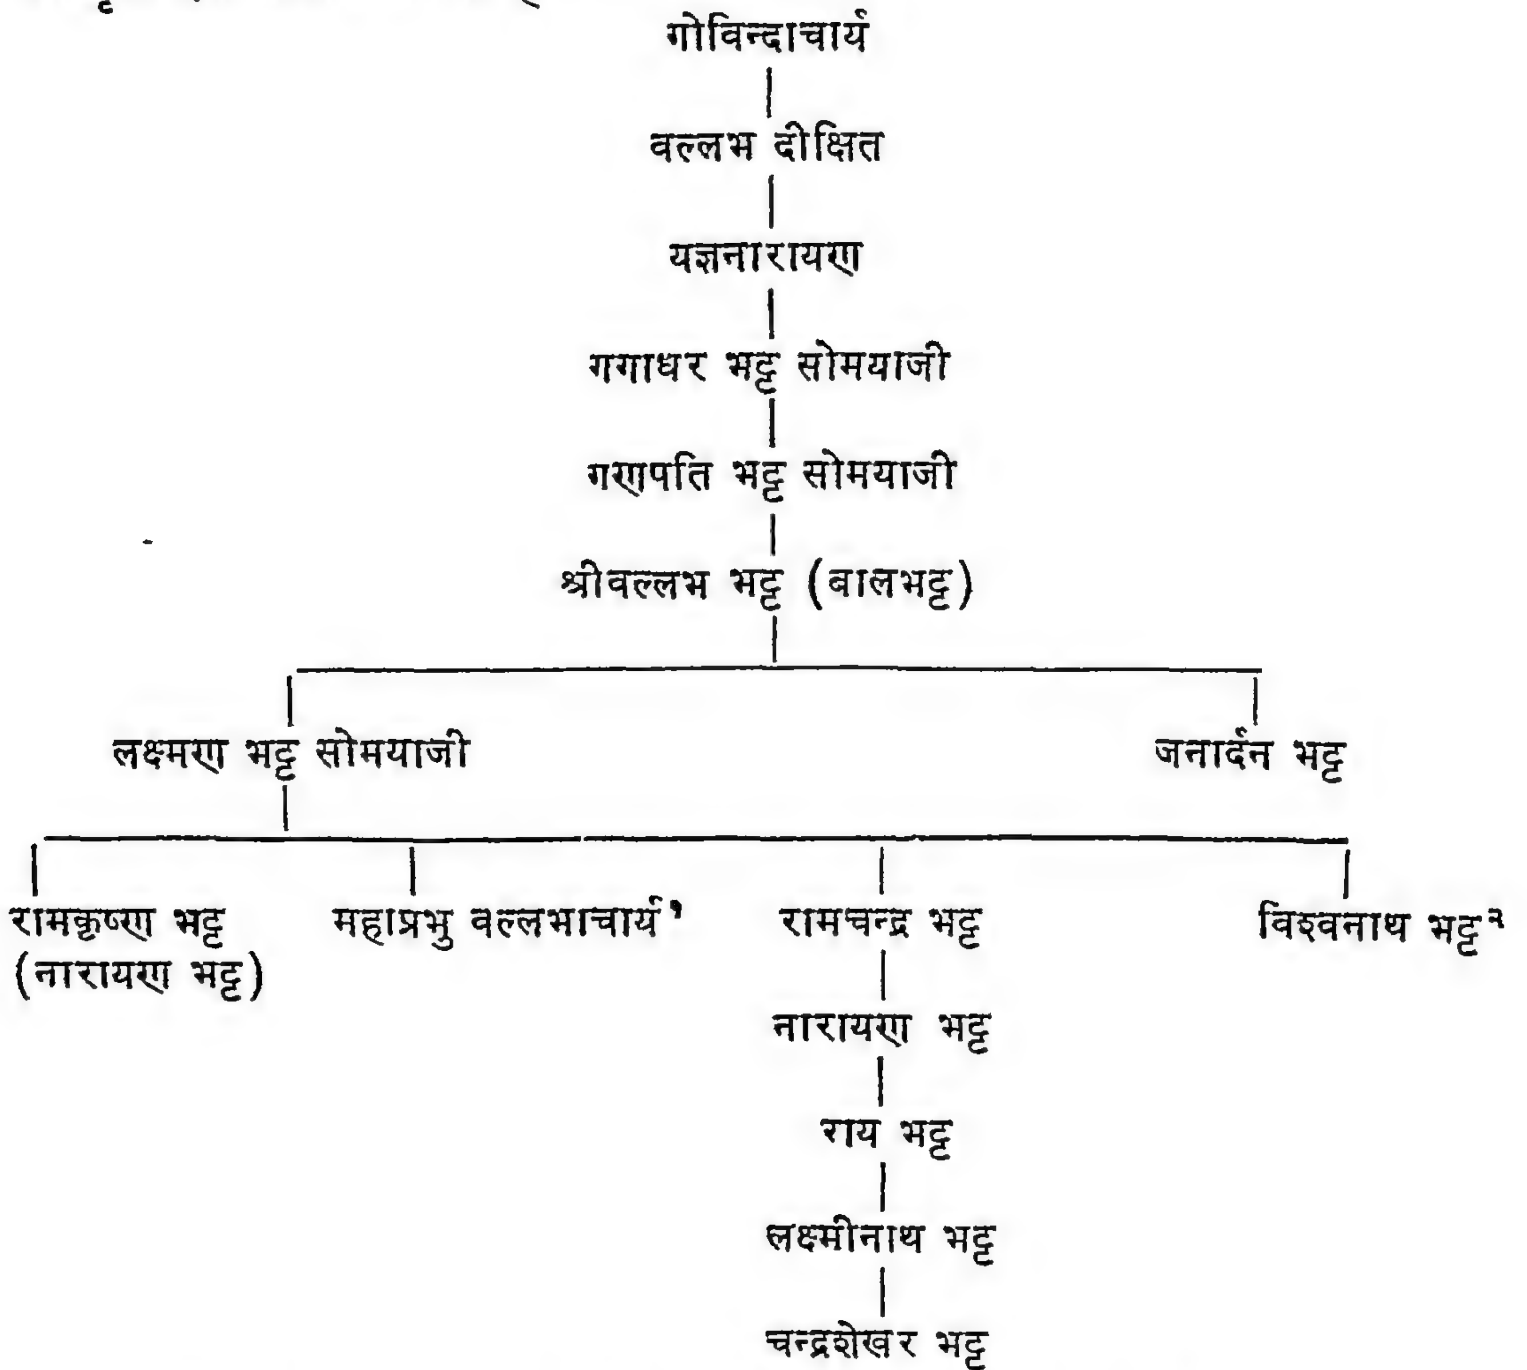 गोविन्दाचार्य
वल्लभ दीक्षित
यज्ञनारायण
गगाधर भट्ट सोमयाजी
गणपति भट्ट सोमयाजी
श्रीवल्लभ भट्ट (बालभट्ट)
लक्ष्मण भट्ट सोमयाजी जनार्दन भट्ट
रामकृष्ण भट्ट महाप्रभु वल्लभाचार्य१ रामचन्द्र भट्ट विश्वनाथ भट्ट२
(नारायण भट्ट)
नारायण भट्ट
राय भट्ट
लक्ष्मीनाथ भट्ट
चन्द्रशेखर भट्ट